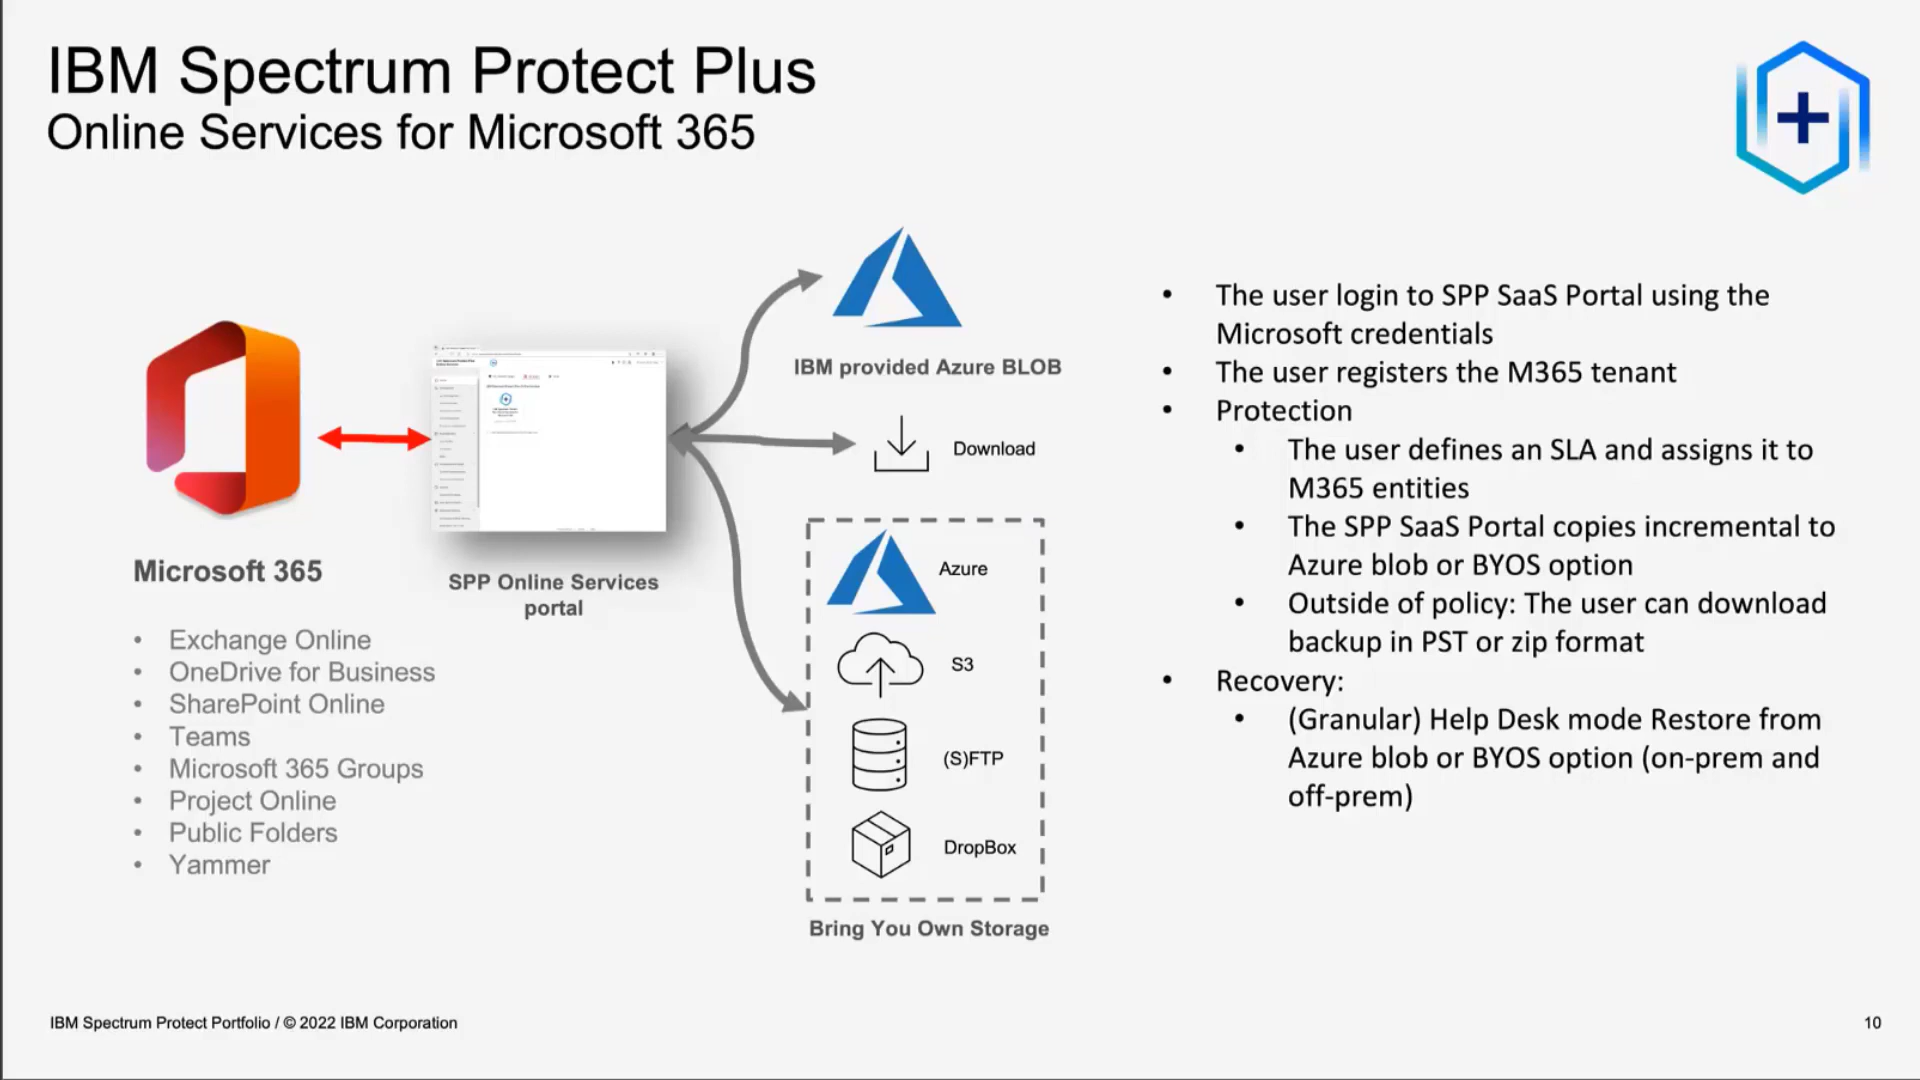 IBM Spectrum Protect Plus
Online Services for Microsoft 365
Microsoft 365
• Exchange Online
• OneDrive for Business
• SharePoint Online
• Teams
• Microsoft 365 Groups
• Project Online
• Public Folders
• Yammer
SPP Online Services
portal
IBM provided Azure BLOB
Download
Azure
S3
(S)FTP
DropBox
Bring You Own Storage
• The user login to SPP SaaS Portal using the
Microsoft credentials
• The user registers the M365 tenant
• Protection
• The user defines an SLA and assigns it to
M365 entities
• The SPP SaaS Portal copies incremental to
Azure blob or BYOS option
• Outside of policy: The user can download
backup in PST or zip format
• Recovery:
• (Granular) Help Desk mode Restore from
Azure blob or BYOS option (on-prem and
off-prem)
IBM Spectrum Protect Portfolio / © 2022 IBM Corporation
10